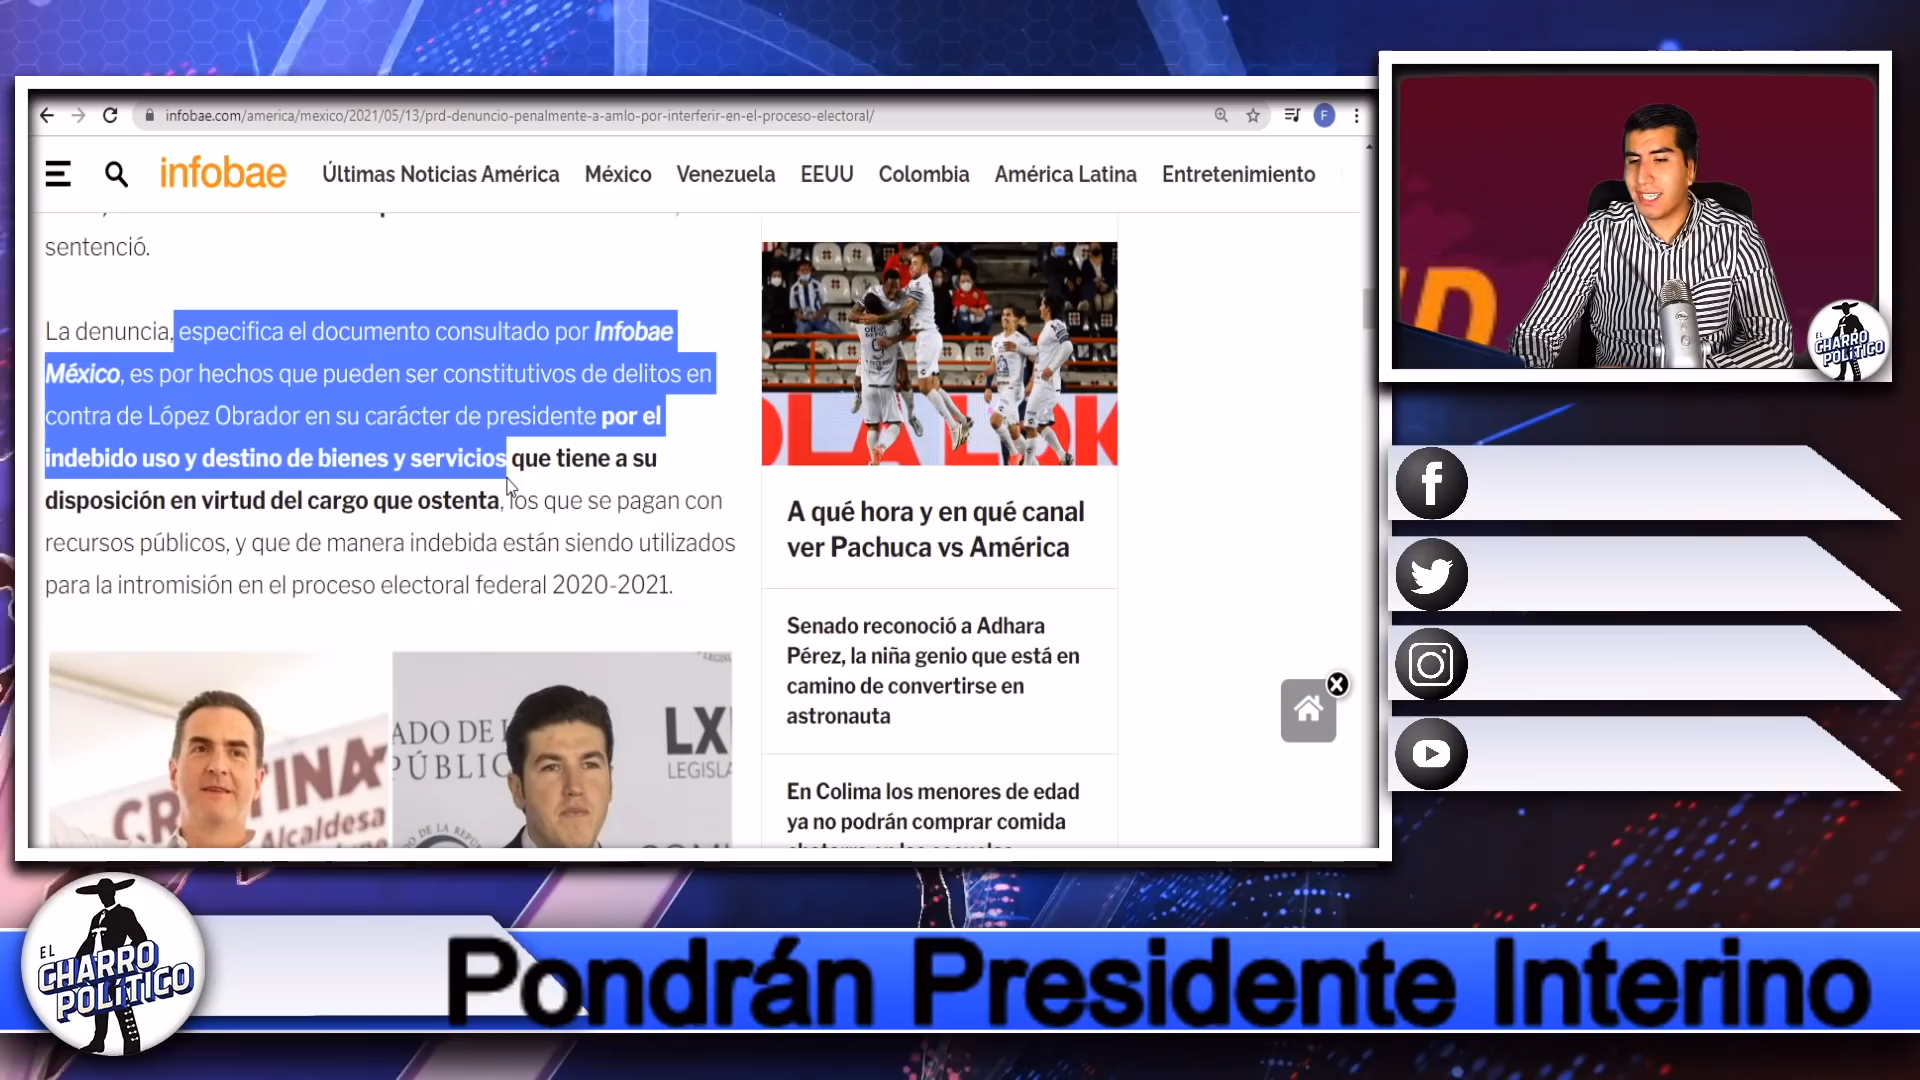 infobae.com/america/mexico/2021/05/13/prd-denuncio-penalmente-a-amlo-por-interferir-en-el-proceso-electoral/
F
infobae
Últimas Noticias América México Venezuela EEUU Colombia América Latina Entretenimiento
sentenció.
La denuncia, especifica el documento consultado por Infobae
México, es por hechos que pueden ser constitutivos de delitos en
contra de López Obrador en su carácter de presidente por el
indebido uso y destino de bienes y servicios que tiene a su
disposición en virtud del cargo que ostenta, los que se pagan con
recursos públicos, y que de manera indebida están siendo utilizados
para la intromisión en el proceso electoral federal 2020-2021.
A qué hora y en qué canal
ver Pachuca vs América
Senado reconoció a Adhara
Pérez, la niña genio que está en
camino de convertirse en
astronauta
En Colima los menores de edad
ya no podrán comprar comida
ADO DE
PÚBLIC
LX
LEGISLA
Alcaldesa
EL
CHARRO
POLÍTICO
EL
CHARRO
POLÍTICO
Pondrán Presidente Interino